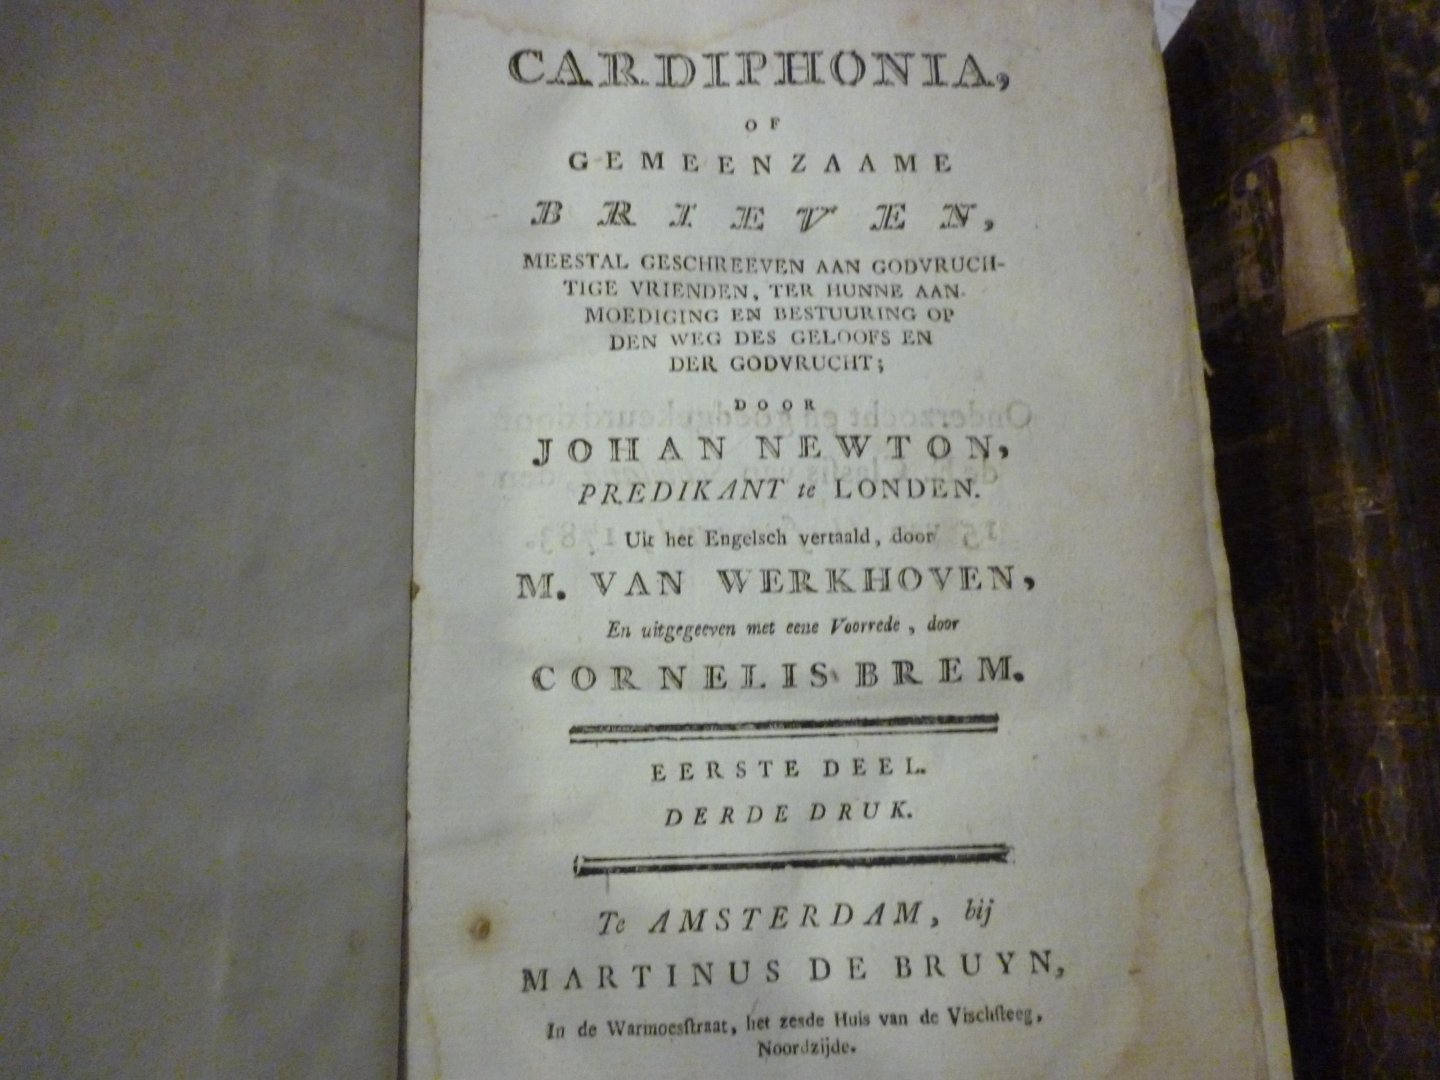 CARDIPHONIA,
OF
GEMEENZAAME
BRIEVEN,
MEESTAL GESCHREEVEN AAN GODVRUCH-
TIGE VRIENDEN, TER HUNNE AAN-
MOEDIGING EN BESTUURING OP
DEN WEG DES GELOOFS EN
DER GODVRUCHT;
DOOR
JOHAN NEWTON,
PREDIKANT te LONDEN.
Uit het Engelsch vertaald, door
M. VAN WERKHOVEN,
En uitgegeeven met eene Voorrede, door
CORNELIS BREM.
EERSTE DEEL.
DERDE DRUK.
Te AMSTERDAM, bij
MARTINUS DE BRUYN,
In de Warmoesſtraat, het zesde Huis van de Vischſteeg,
Noordzijde.